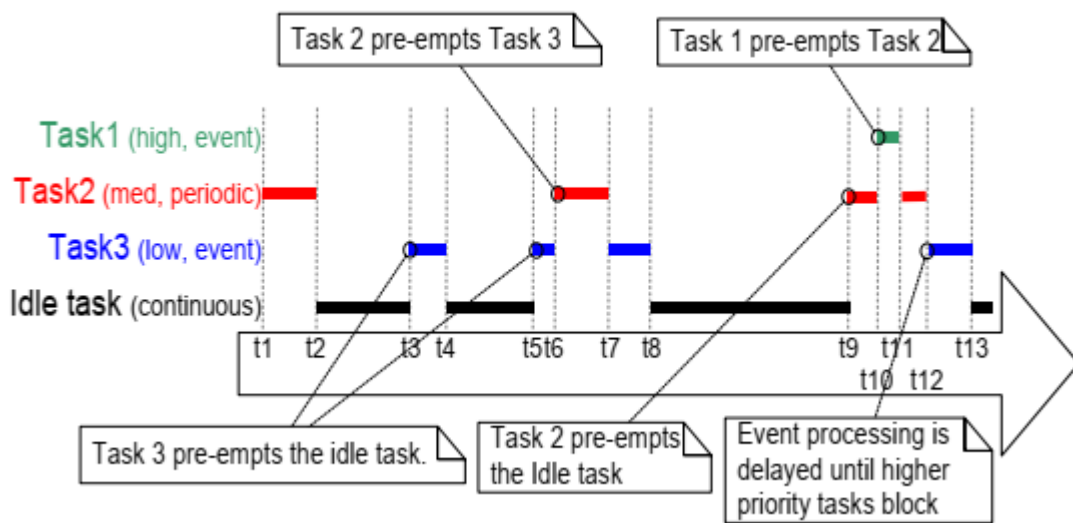 Task 2 pre-empts Task 3
Task 1 pre-empts Task 2
Task1 (high, event)
Task2 (med, periodic)
Task3 (low, event)
Idle task (continuous)
t1 t2 t3 t4 t5 t6 t7 t8 t9 t11 t13
t10 t12
Task 3 pre-empts the idle task.
Task 2 pre-empts
the Idle task
Event processing is
delayed until higher
priority tasks block